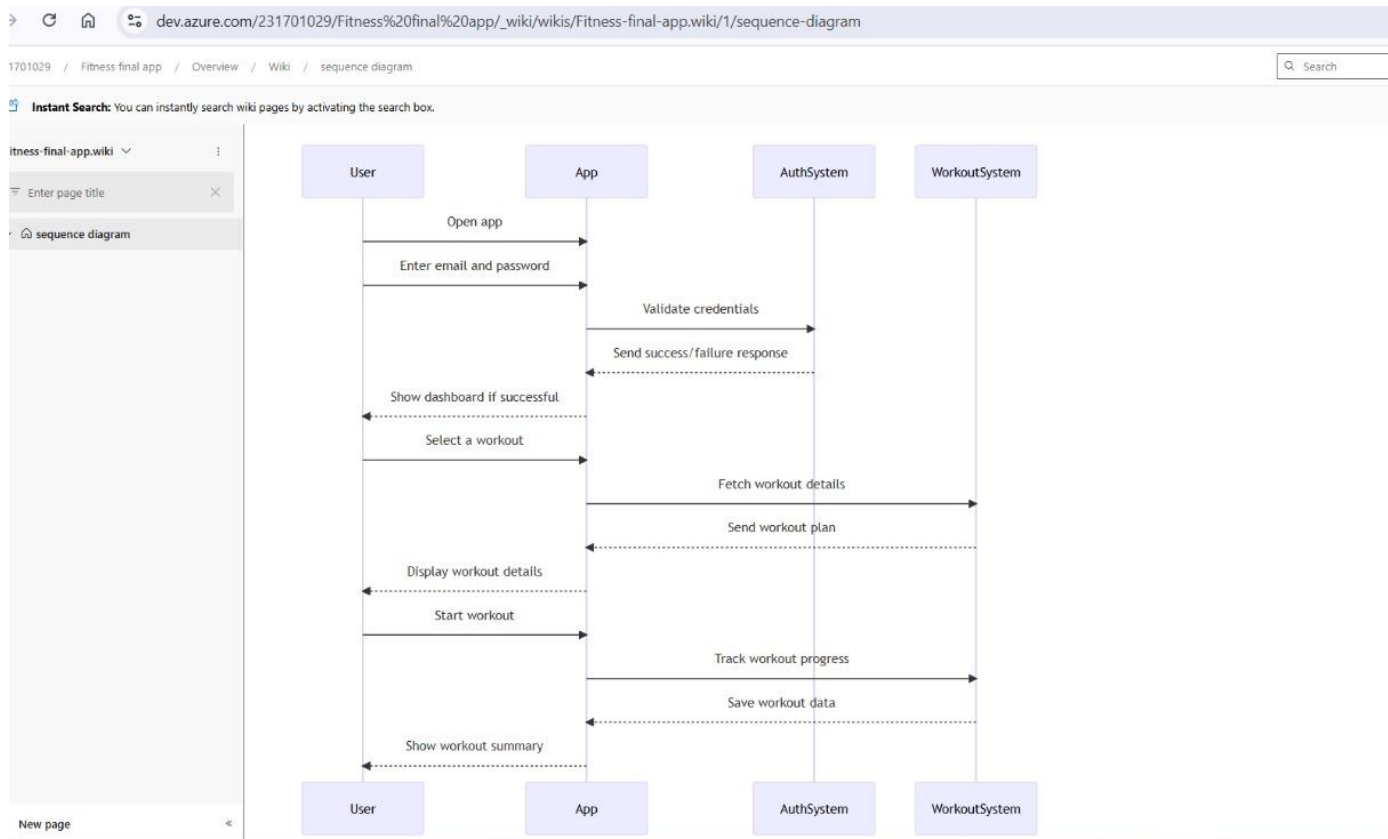 dev.azure.com/231701029/Fitness%20final%20app/_wiki/wikis/Fitness-final-app.wiki/1/sequence-diagram
1701029 / Fitness final app / Overview / Wiki / sequence diagram
Search
Instant Search: You can instantly search wiki pages by activating the search box.
itness-final-app.wiki
Enter page title
sequence diagram
User App AuthSystem WorkoutSystem
Open app
Enter email and password
Validate credentials
Send success/failure response
Show dashboard if successful
Select a workout
Fetch workout details
Send workout plan
Display workout details
Start workout
Track workout progress
Save workout data
Show workout summary
User App AuthSystem WorkoutSystem
New page